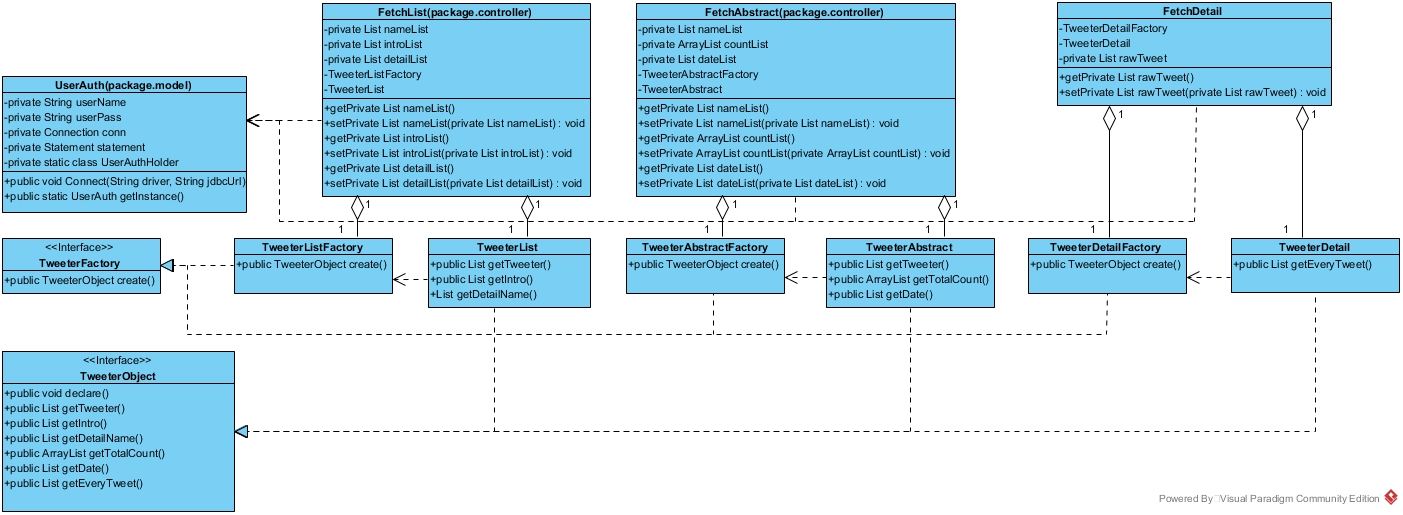 FetchList(package.controller)
-private List nameList
-private List introList
-private List detailList
-TweeterListFactory
-TweeterList
+getPrivate List nameList()
+setPrivate List nameList(private List nameList) : void
+getPrivate List introList()
+setPrivate List introList(private List introList) : void
+getPrivate List detailList()
+setPrivate List detailList(private List detailList) : void
FetchAbstract(package.controller)
-private List nameList
-private ArrayList countList
-private List dateList
-TweeterAbstractFactory
-TweeterAbstract
+getPrivate List nameList()
+setPrivate List nameList(private List nameList) : void
+getPrivate ArrayList countList()
+setPrivate ArrayList countList(private ArrayList countList) : void
+getPrivate List dateList()
+setPrivate List dateList(private List dateList) : void
FetchDetail
-TweeterDetailFactory
-TweeterDetail
-private List rawTweet
+getPrivate List rawTweet()
+setPrivate List rawTweet(private List rawTweet) : void
UserAuth(package.model)
-private String userName
-private String userPass
-private Connection conn
-private Statement statement
-private static class UserAuthHolder
+public void Connect(String driver, String jdbcUrl)
+public static UserAuth getInstance()
1
1
1
1
1
1
1
1
1
1
1
1
<<Interface>>
TweeterFactory
+public TweeterObject create()
TweeterListFactory
+public TweeterObject create()
TweeterList
+public List getTweeter()
+public List getIntro()
+List getDetailName()
TweeterAbstractFactory
+public TweeterObject create()
TweeterAbstract
+public List getTweeter()
+public ArrayList getTotalCount()
+public List getDate()
TweeterDetailFactory
+public TweeterObject create()
TweeterDetail
+public List getEveryTweet()
<<Interface>>
TweeterObject
+public void declare()
+public List getTweeter()
+public List getIntro()
+public List getDetailName()
+public ArrayList getTotalCount()
+public List getDate()
+public List getEveryTweet()
Powered By Visual Paradigm Community Edition